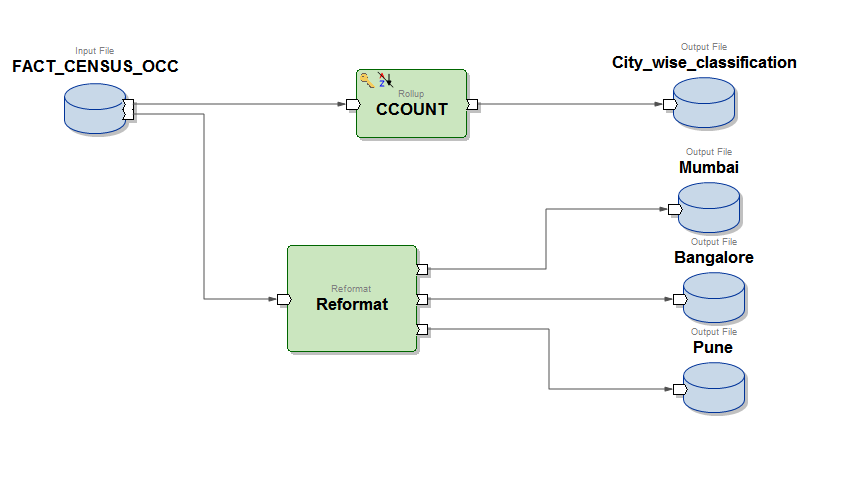 Input File
FACT_CENSUS_OCC
Rollup
CCOUNT
Output File
City_wise_classification
Output File
Mumbai
Output File
Bangalore
Reformat
Reformat
Output File
Pune